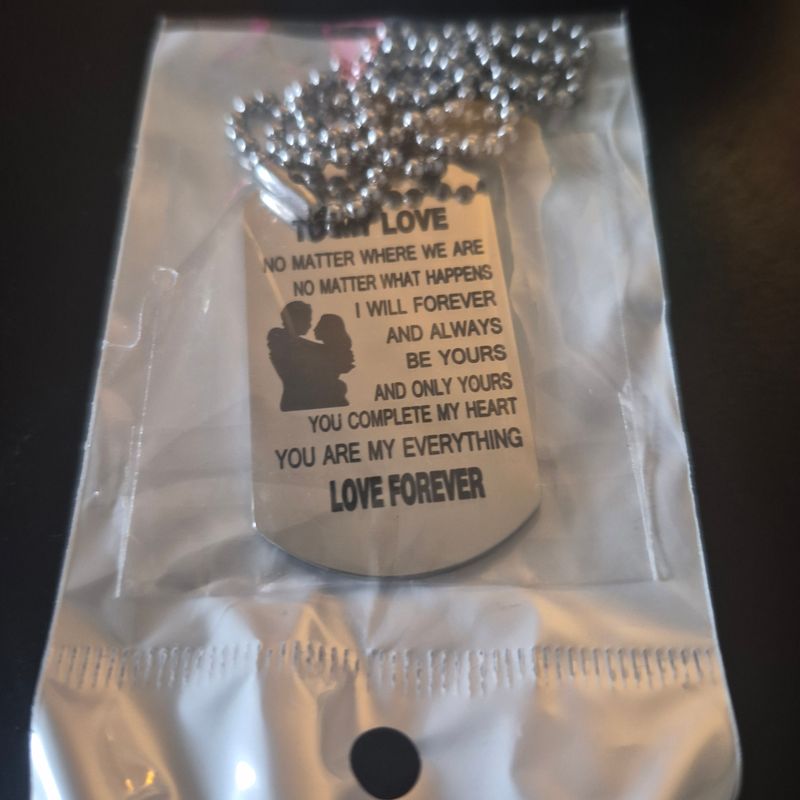 TO MY LOVE
NO MATTER WHERE WE ARE
NO MATTER WHAT HAPPENS
I WILL FOREVER
AND ALWAYS
BE YOURS
AND ONLY YOURS
YOU COMPLETE MY HEART
YOU ARE MY EVERYTHING
LOVE FOREVER